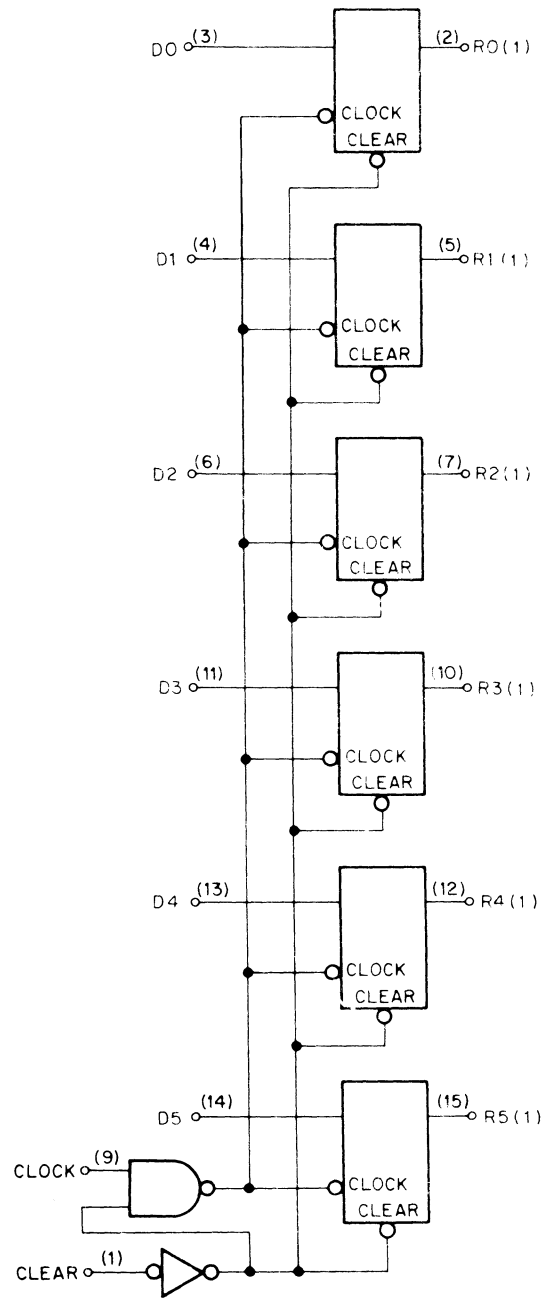 D0 (3) (2) R0(1)
CLOCK
CLEAR
D1 (4) (5) R1(1)
CLOCK
CLEAR
D2 (6) (7) R2(1)
CLOCK
CLEAR
D3 (11) (10) R3(1)
CLOCK
CLEAR
D4 (13) (12) R4(1)
CLOCK
CLEAR
D5 (14) (15) R5(1)
CLOCK (9) CLOCK
CLEAR
CLEAR (1)